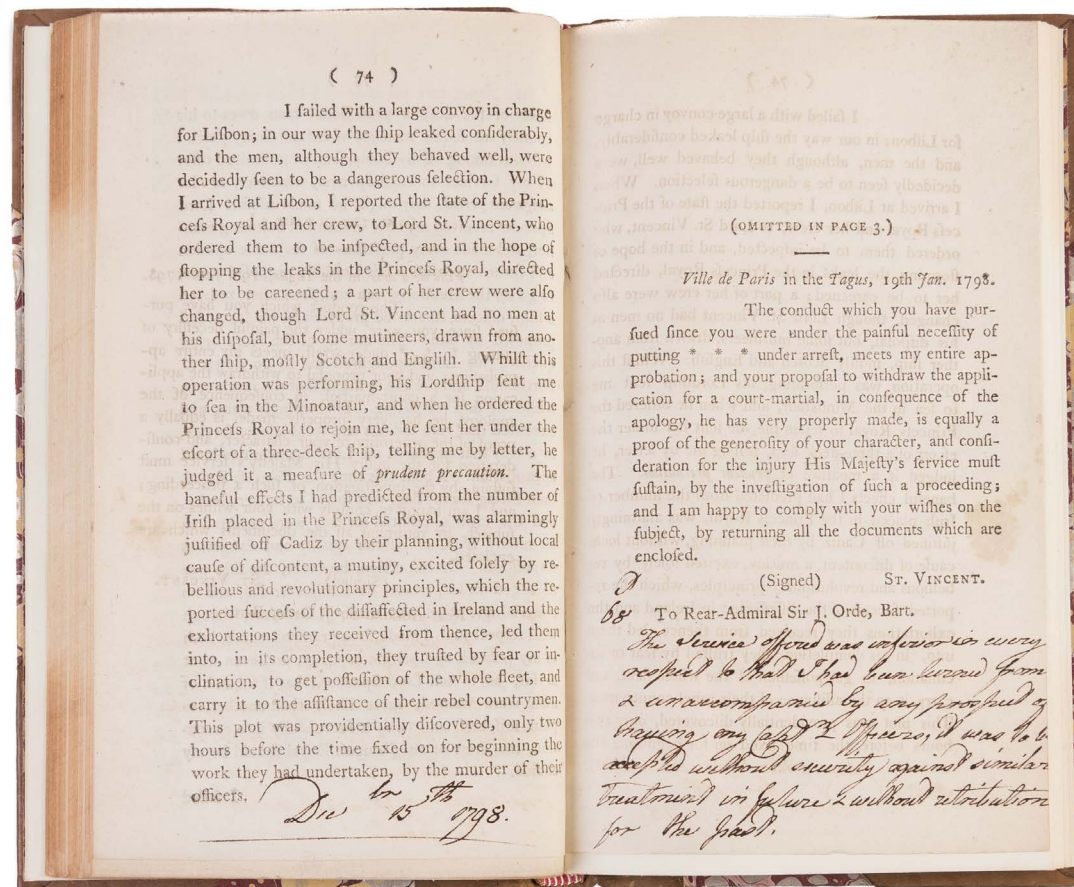 ( 74 )
I ſailed with a large convoy in charge
for Liſbon; in our way the ſhip leaked conſiderably,
and the men, although they behaved well, were
decidedly ſeen to be a dangerous ſelection. When
I arrived at Liſbon, I reported the ſtate of the Prin-
ceſs Royal and her crew, to Lord St. Vincent, who
ordered them to be inſpected, and in the hope of
ſtopping the leaks in the Princeſs Royal, directed
her to be careened; a part of her crew were alſo
changed, though Lord St. Vincent had no men at
his diſpoſal, but ſome mutineers, drawn from ano-
ther ſhip, moſtly Scotch and Engliſh. Whilſt this
operation was performing, his Lordſhip ſent me
to ſea in the Minoataur, and when he ordered the
Princeſs Royal to rejoin me, he ſent her under the
eſcort of a three-deck ſhip, telling me by letter, he
judged it a meaſure of prudent precaution. The
baneful effects I had predicted from the number of
Iriſh placed in the Princeſs Royal, was alarmingly
juſtified off Cadiz by their planning, without local
cauſe of diſcontent, a mutiny, excited ſolely by re-
bellious and revolutionary principles, which the re-
ported ſucceſs of the diſſaffected in Ireland and the
exhortations they received from thence, led them
into, in its completion, they truſted by fear or in-
clination, to get poſſeſſion of the whole fleet, and
carry it to the aſſiſtance of their rebel countrymen.
This plot was providentially diſcovered, only two
hours before the time fixed on for beginning the
work they had undertaken, by the murder of their
officers.
Decbr 15th 1798.
(OMITTED IN PAGE 3.)
Ville de Paris in the Tagus, 19th Jan. 1798.
The conduct which you have pur-
ſued ſince you were under the painful neceſſity of
putting * * * under arreſt, meets my entire ap-
probation; and your propoſal to withdraw the appli-
cation for a court-martial, in conſequence of the
apology, he has very properly made, is equally a
proof of the generoſity of your character, and conſi-
deration for the injury His Majeſty's ſervice muſt
ſuſtain, by the inveſtigation of ſuch a proceeding;
and I am happy to comply with your wiſhes on the
ſubject, by returning all the documents which are
encloſed.
(Signed) ST. VINCENT.
To Rear-Admiral Sir J. Orde, Bart.
68
The Service offered was inferior in every
respect to that I had been turned from
& unaccompanied by any prospect of
having my Captn & Officers; it was to be
accepted without security against similar
treatment in future & without retribution
for the past.